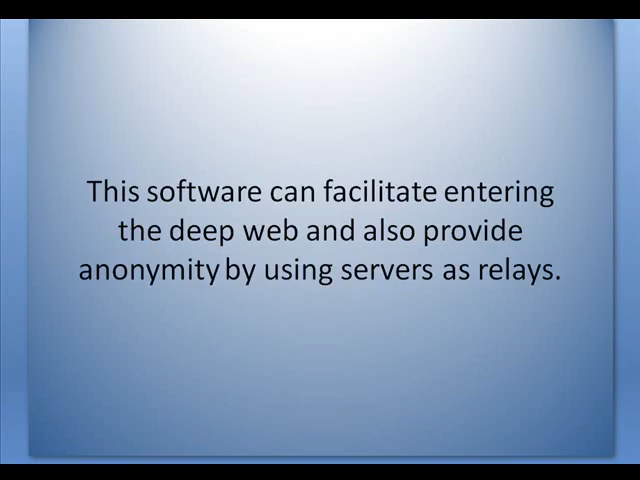 This software can facilitate entering
the deep web and also provide
anonymity by using servers as relays.